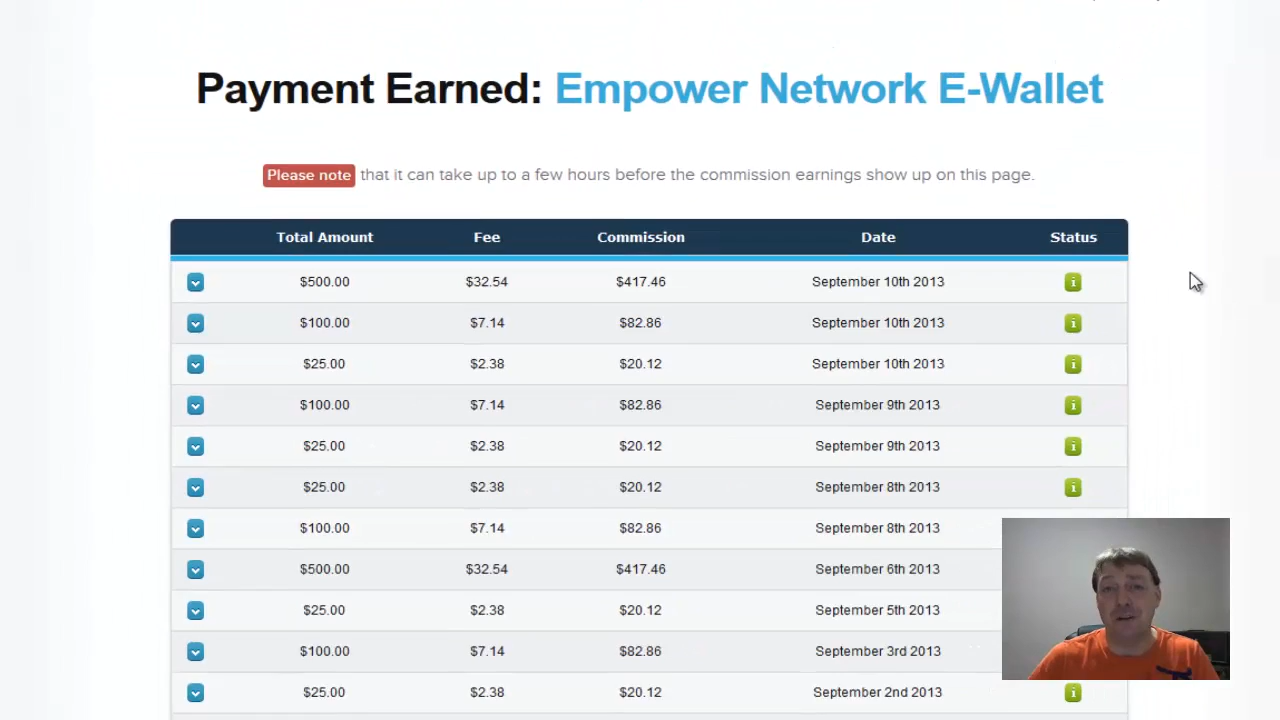 Payment Earned: Empower Network E-Wallet
Please note that it can take up to a few hours before the commission earnings show up on this page.
Total Amount Fee Commission Date Status
$500.00 $32.54 $417.46 September 10th 2013 i
$100.00 $7.14 $82.86 September 10th 2013 i
$25.00 $2.38 $20.12 September 10th 2013 i
$100.00 $7.14 $82.86 September 9th 2013 i
$25.00 $2.38 $20.12 September 9th 2013 i
$25.00 $2.38 $20.12 September 8th 2013 i
$100.00 $7.14 $82.86 September 8th 2013
$500.00 $32.54 $417.46 September 6th 2013
$25.00 $2.38 $20.12 September 5th 2013
$100.00 $7.14 $82.86 September 3rd 2013
$25.00 $2.38 $20.12 September 2nd 2013 i